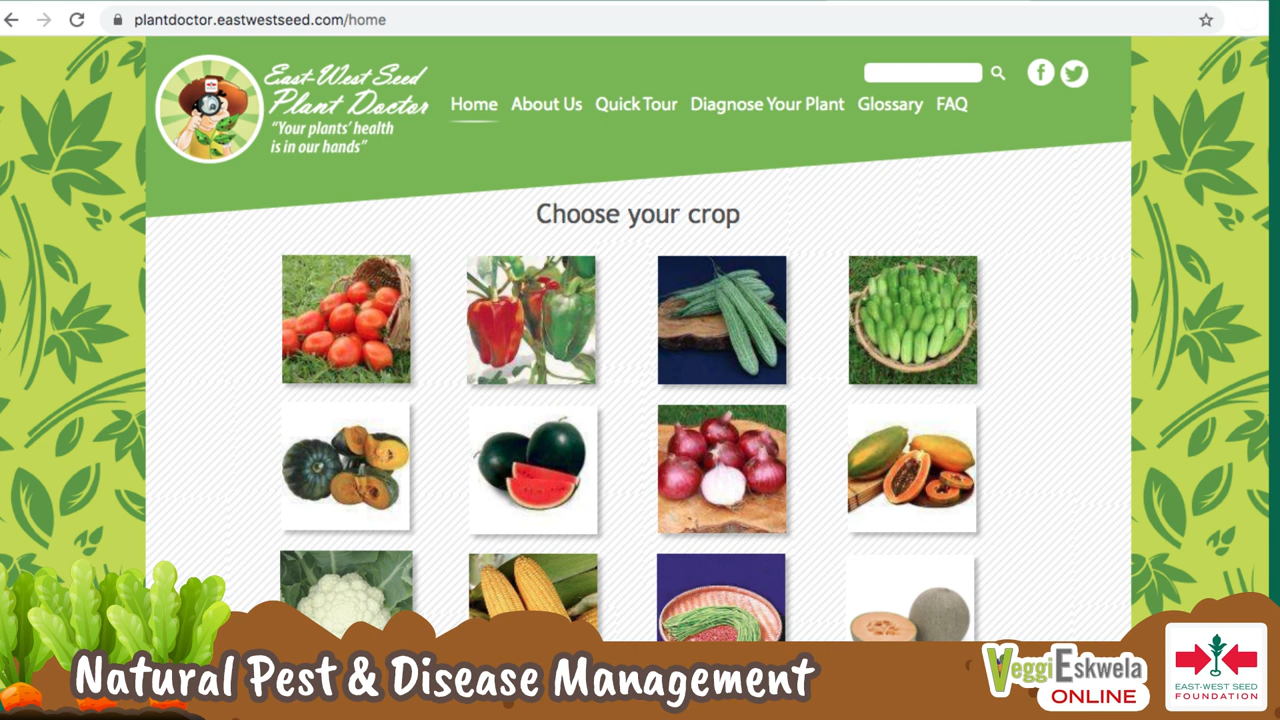 plantdoctor.eastwestseed.com/home
East-West Seed
Plant Doctor
“Your plants’ health
is in our hands”
Home About Us Quick Tour Diagnose Your Plant Glossary FAQ
Choose your crop
Natural Pest & Disease Management
VeggiEskwela
ONLINE
EAST-WEST SEED
FOUNDATION